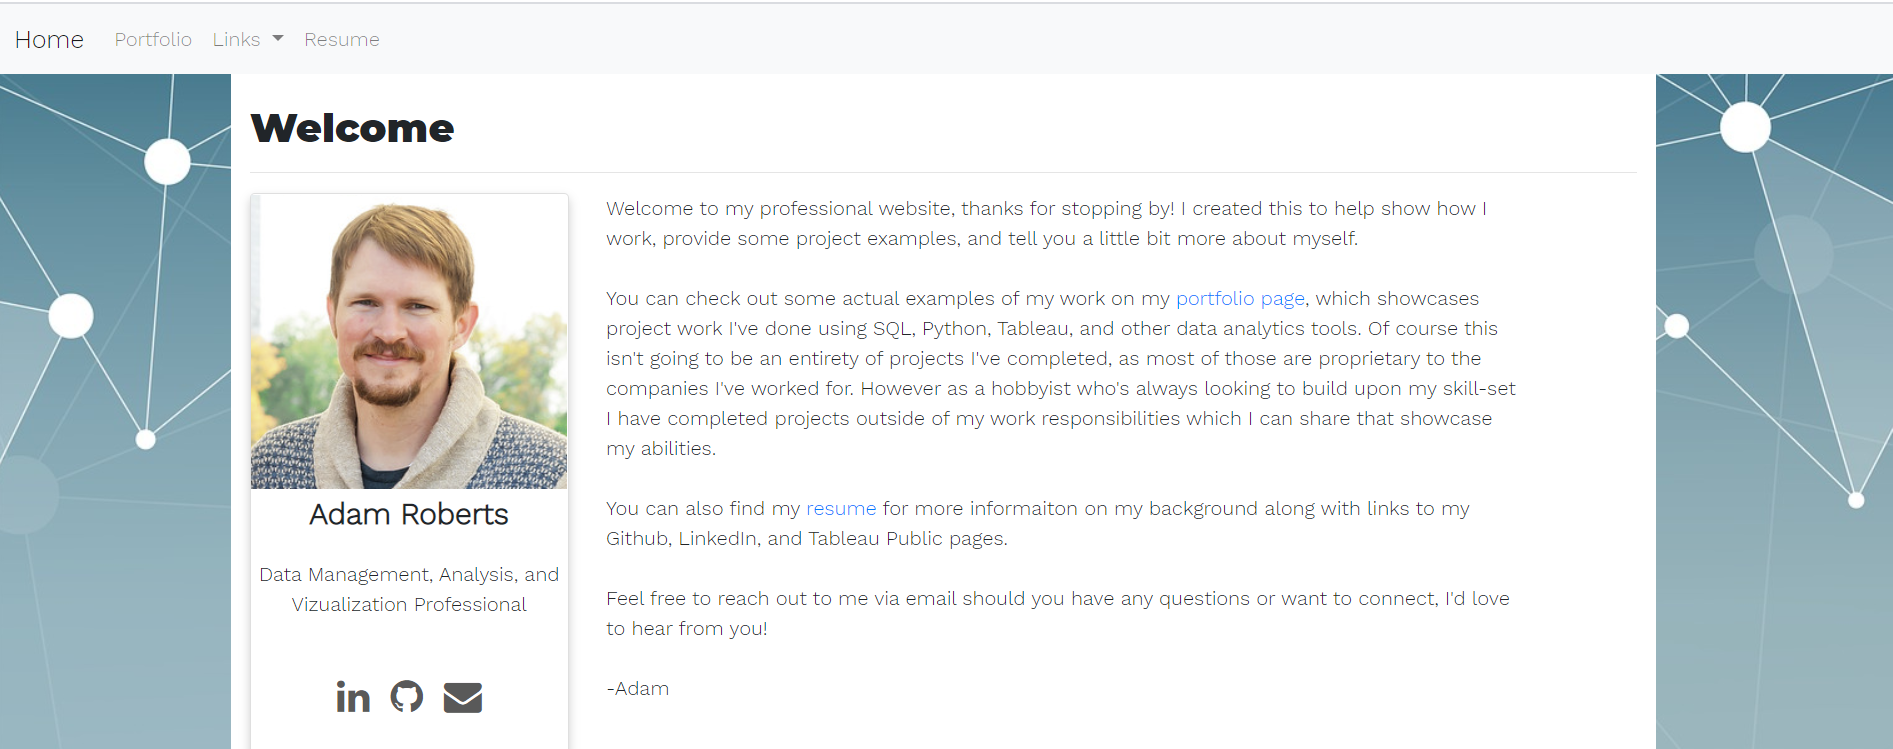 Home Portfolio Links Resume
Welcome
Adam Roberts
Data Management, Analysis, and
Vizualization Professional
in
Welcome to my professional website, thanks for stopping by! I created this to help show how I
work, provide some project examples, and tell you a little bit more about myself.
You can check out some actual examples of my work on my portfolio page, which showcases
project work I've done using SQL, Python, Tableau, and other data analytics tools. Of course this
isn't going to be an entirety of projects I've completed, as most of those are proprietary to the
companies I've worked for. However as a hobbyist who's always looking to build upon my skill-set
I have completed projects outside of my work responsibilities which I can share that showcase
my abilities.
You can also find my resume for more informaiton on my background along with links to my
Github, LinkedIn, and Tableau Public pages.
Feel free to reach out to me via email should you have any questions or want to connect, I'd love
to hear from you!
-Adam